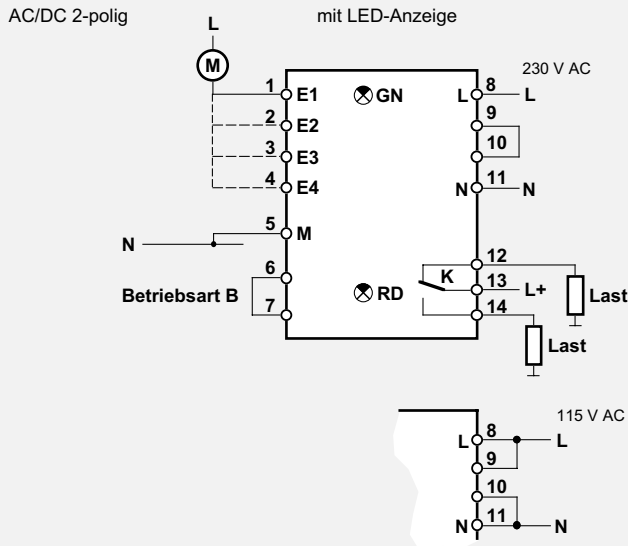 AC/DC 2-polig mit LED-Anzeige
L
M
230 V AC
1 E1 GN L 8 L
2 E2 9
3 E3 10
4 E4 N 11 N
5 M
N
12
6 K 13 L+
Betriebsart B RD Last
7 14
Last
115 V AC
L 8 L
9
10
N 11 N